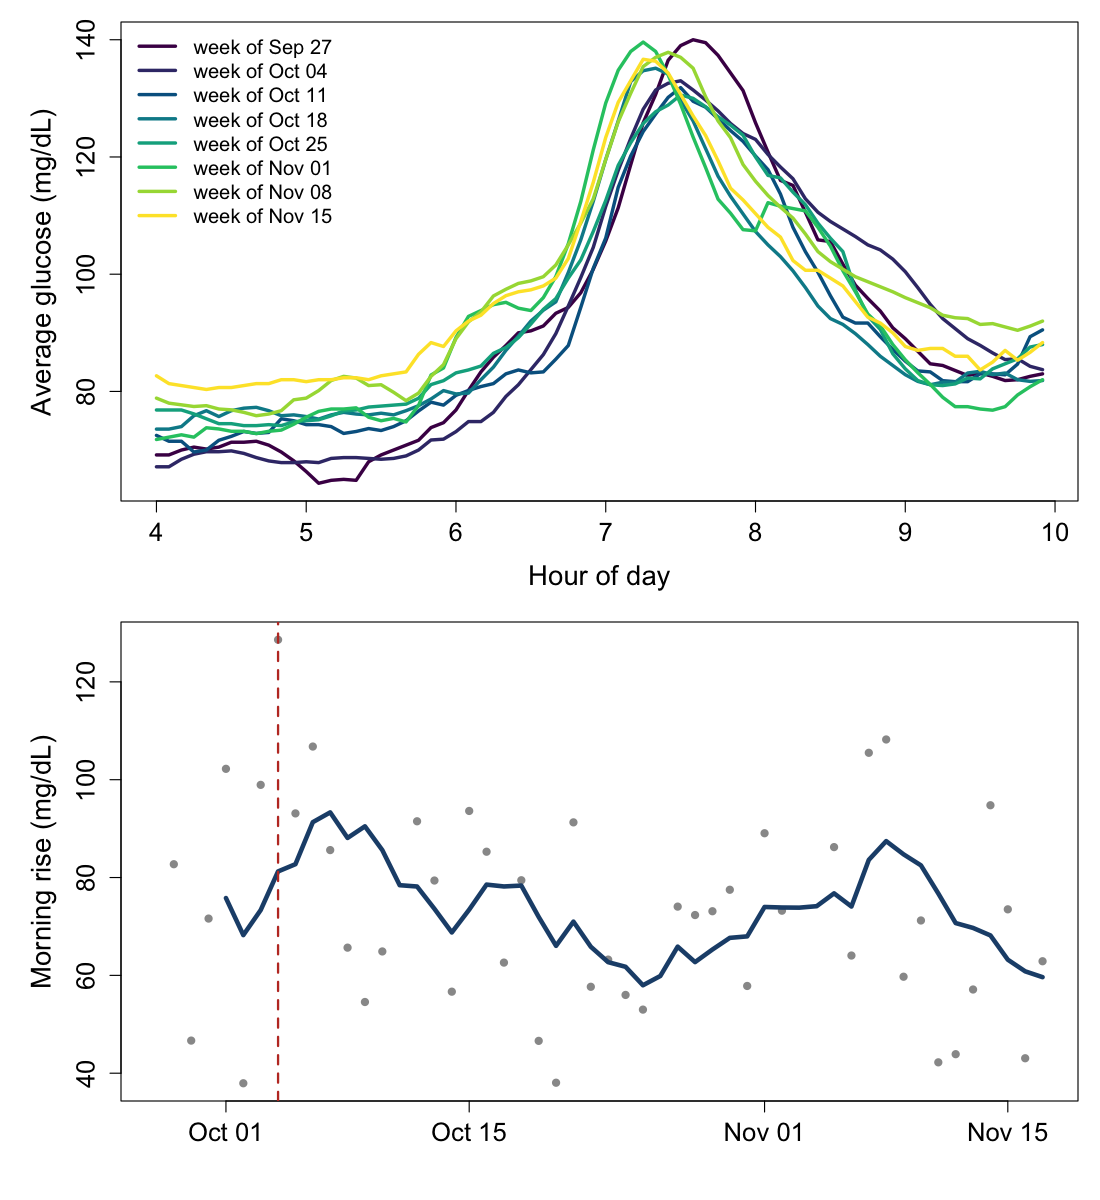 140
120
100
80
Average glucose (mg/dL)
week of Sep 27
week of Oct 04
week of Oct 11
week of Oct 18
week of Oct 25
week of Nov 01
week of Nov 08
week of Nov 15
4 5 6 7 8 9 10
Hour of day
120
100
80
60
40
Morning rise (mg/dL)
Oct 01 Oct 15 Nov 01 Nov 15